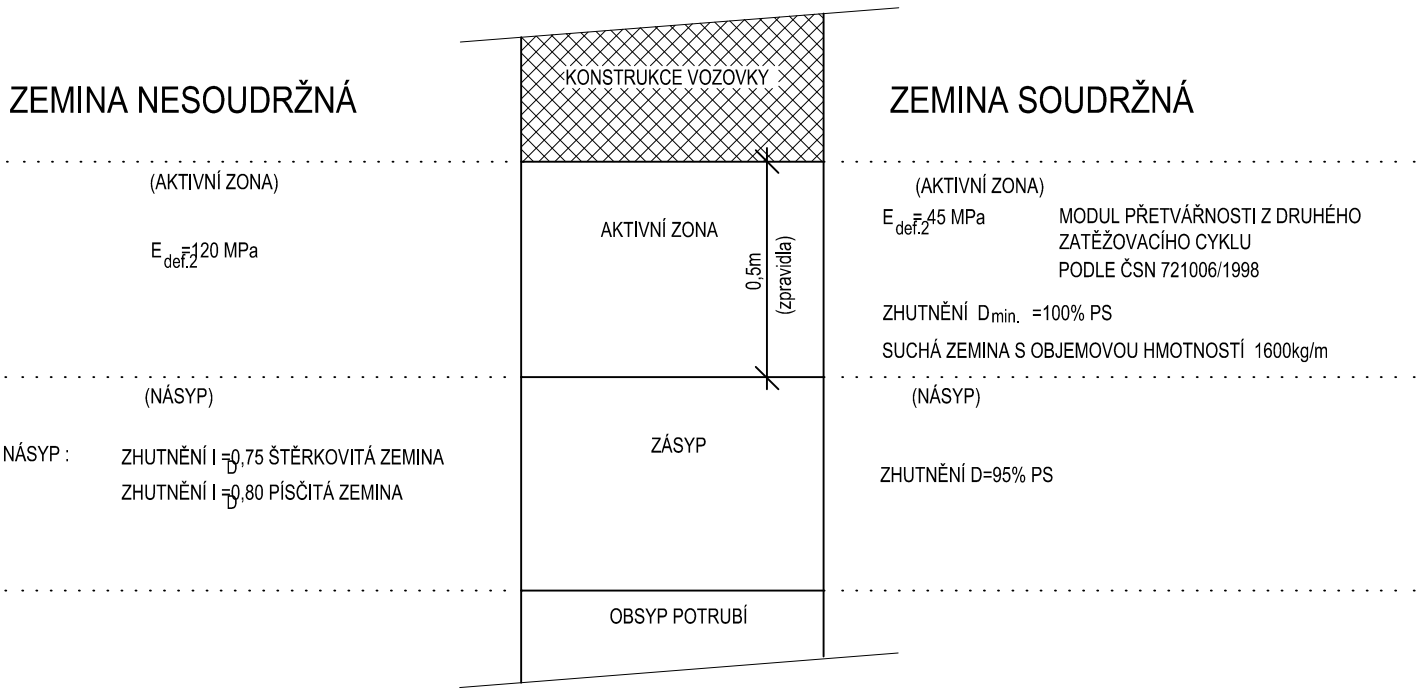 KONSTRUKCE VOZOVKY
ZEMINA NESOUDRŽNÁ
ZEMINA SOUDRŽNÁ
(AKTIVNÍ ZONA)
E def.2=120 MPa
AKTIVNÍ ZONA
0,5m
(zpravidla)
(AKTIVNÍ ZONA)
E def.2=45 MPa
MODUL PŘETVÁŘNOSTI Z DRUHÉHO
ZATĚŽOVACÍHO CYKLU
PODLE ČSN 721006/1998
ZHUTNĚNÍ Dmin. =100% PS
SUCHÁ ZEMINA S OBJEMOVOU HMOTNOSTÍ 1600kg/m
(NÁSYP)
NÁSYP :
ZHUTNĚNÍ I D=0,75 ŠTĚRKOVITÁ ZEMINA
ZHUTNĚNÍ I D=0,80 PÍSČITÁ ZEMINA
ZÁSYP
(NÁSYP)
ZHUTNĚNÍ D=95% PS
OBSYP POTRUBÍ